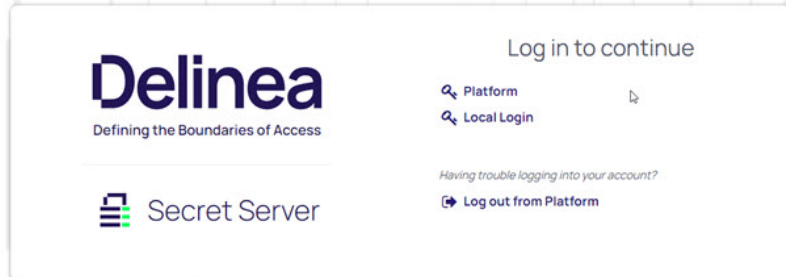 Delinea
Defining the Boundaries of Access
Secret Server
Log in to continue
Platform
Local Login
Having trouble logging into your account?
Log out from Platform